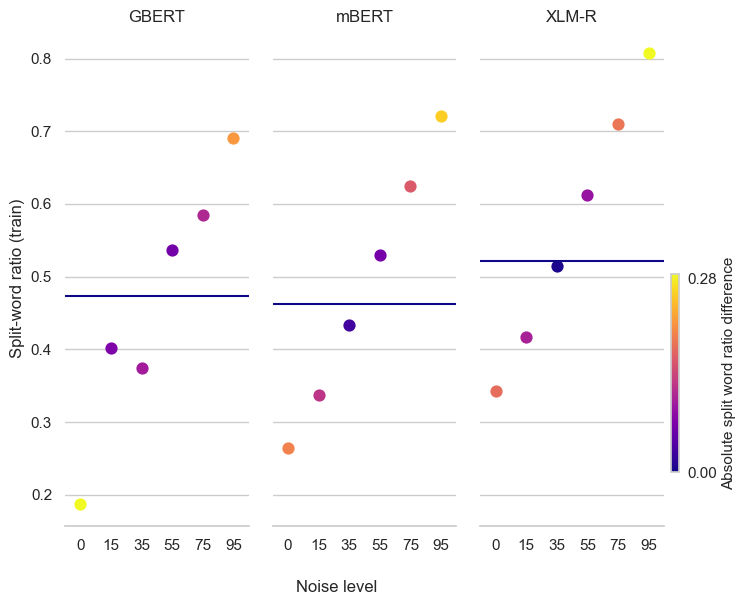 GBERT
mBERT
XLM-R
Split-word ratio (train)
0.8
0.7
0.6
0.5
0.4
0.3
0.2
0 15 35 55 75 95
0 15 35 55 75 95
0 15 35 55 75 95
Noise level
0.28
0.00
Absolute split word ratio difference